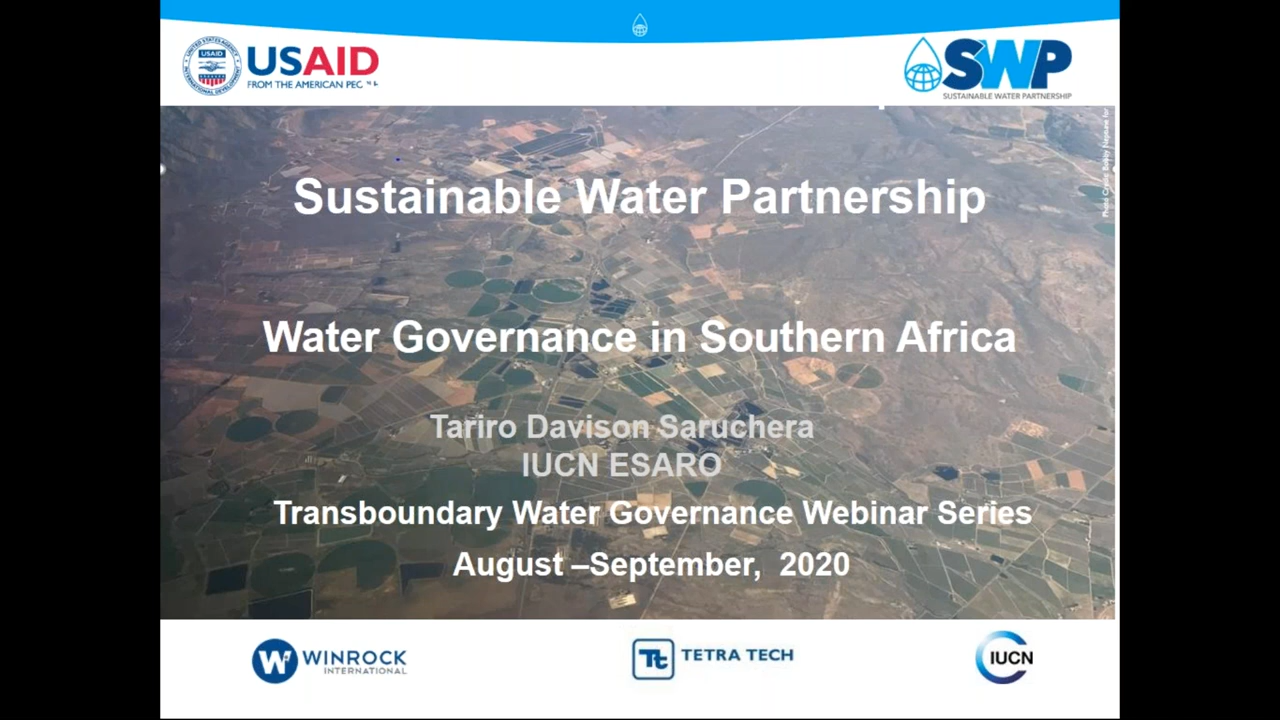 USAID
FROM THE AMERICAN
SWP
SUSTAINABLE WATER PARTNERSHIP
Sustainable Water Partnership
Water Governance in Southern Africa
Tariro Davison Saruchera
IUCN ESARO
Transboundary Water Governance Webinar Series
August –September, 2020
W
WINROCK
INTERNATIONAL
Tt
TETRA TECH
IUCN